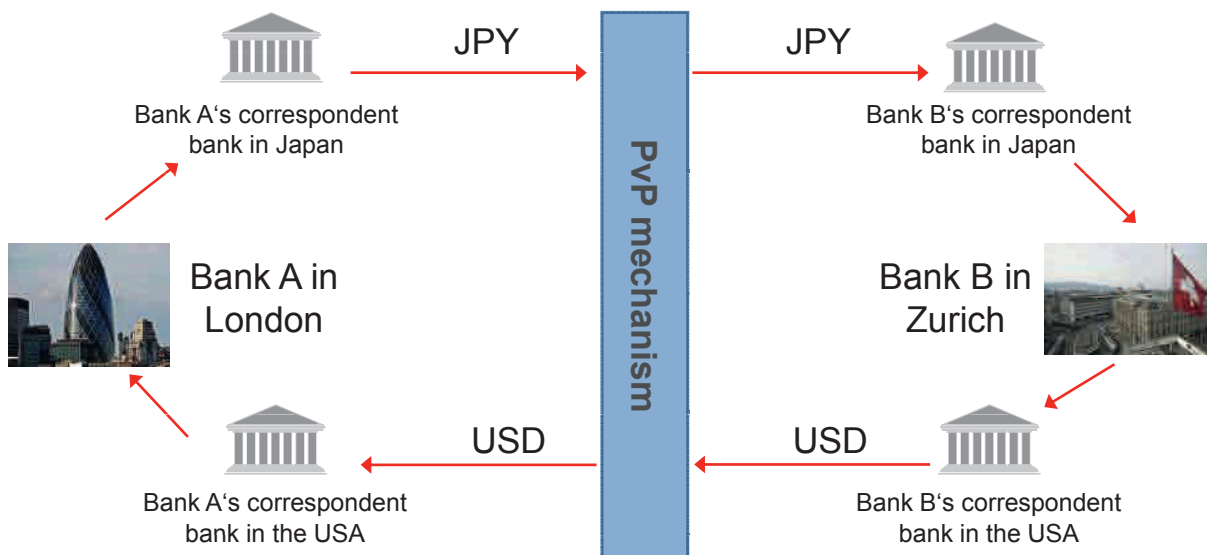 JPY
JPY
Bank A‘s correspondent
bank in Japan
Bank B‘s correspondent
bank in Japan
PvP mechanism
Bank A in
London
Bank B in
Zurich
USD
USD
Bank A‘s correspondent
bank in the USA
Bank B‘s correspondent
bank in the USA